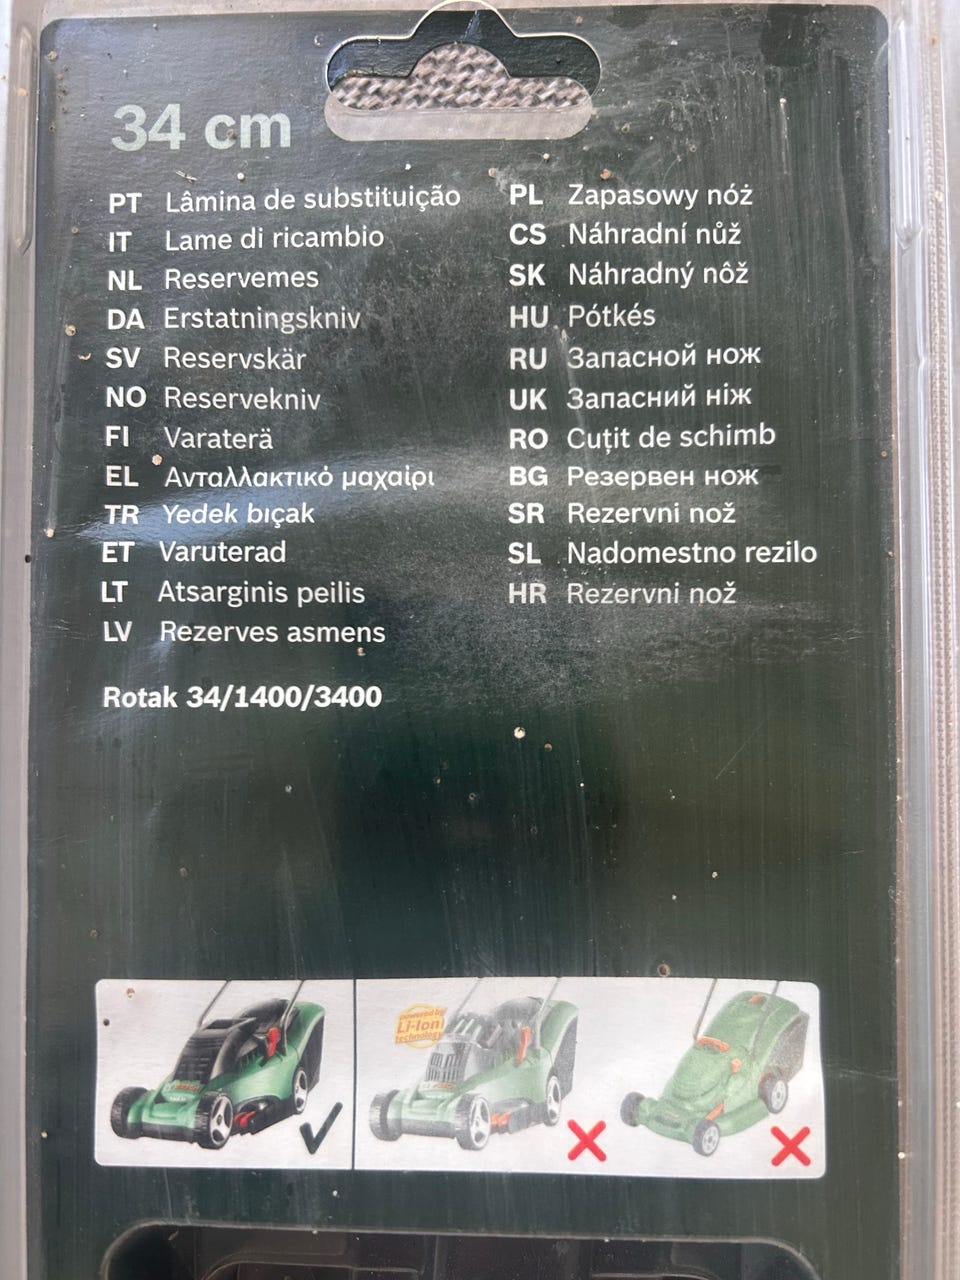 34 cm
PT Lâmina de substituição
IT Lame di ricambio
NL Reservemes
DA Erstatningskniv
SV Reservskär
NO Reservekniv
FI Varaterä
EL Ανταλλακτικό μαχαίρι
TR Yedek bıçak
ET Varuterad
LT Atsarginis peilis
LV Rezerves asmens
PL Zapasowy nóż
CS Náhradní nůž
SK Náhradný nôž
HU Pótkés
RU Запасной нож
UK Запасний ніж
RO Cuțit de schimb
BG Резервен нож
SR Rezervni nož
SL Nadomestno rezilo
HR Rezervni nož
Rotak 34/1400/3400
powered by
Li-Ion
technology